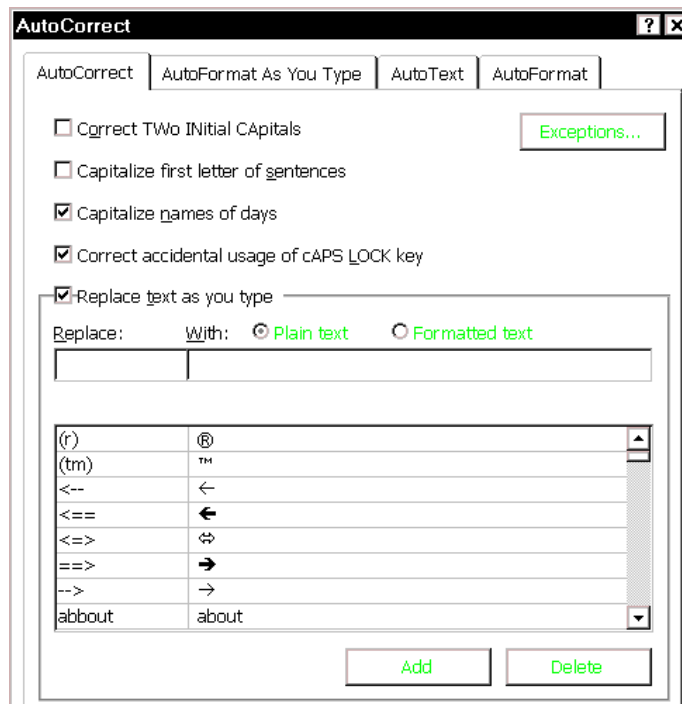 AutoCorrect ? X
AutoCorrect AutoFormat As You Type AutoText AutoFormat
Correct TWo INitial CApitals Exceptions...
Capitalize first letter of sentences
Capitalize names of days
Correct accidental usage of cAPS LOCK key
Replace text as you type
Replace: With: Plain text Formatted text
(r) ®
(tm) ™
<-- ←
<== 🡸
<=> ⇔
==> 🡺
--> →
abbout about
Add Delete